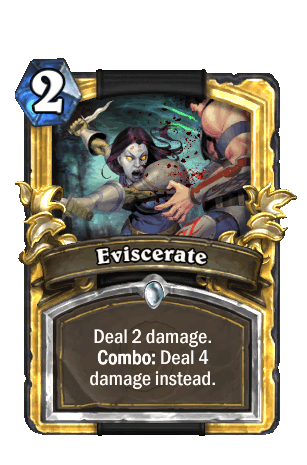 2
Eviscerate
Deal 2 damage.
Combo: Deal 4
damage instead.